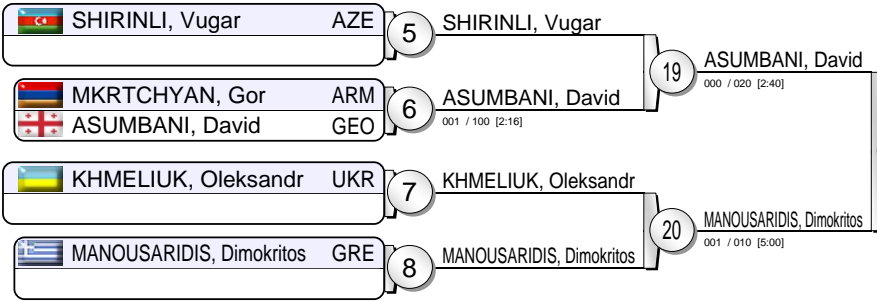 SHIRINLI, Vugar AZE
5
SHIRINLI, Vugar
19
ASUMBANI, David
000 / 020 [2:40]
MKRTCHYAN, Gor ARM
ASUMBANI, David GEO
6
ASUMBANI, David
001 / 100 [2:16]
KHMELIUK, Oleksandr UKR
7
KHMELIUK, Oleksandr
20
MANOUSARIDIS, Dimokritos
001 / 010 [5:00]
MANOUSARIDIS, Dimokritos GRE
8
MANOUSARIDIS, Dimokritos